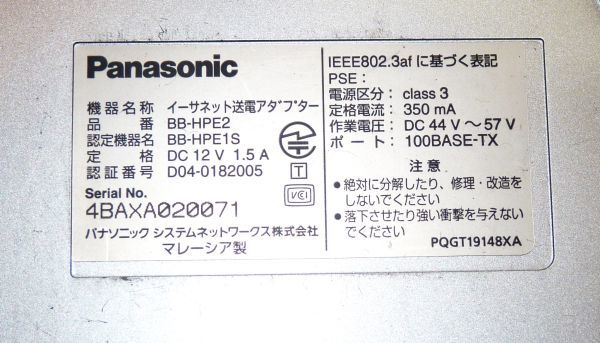 Panasonic
機器名称 イーサネット送電アダプター
品番 BB-HPE2
認定機器名 BB-HPE1S
定格 DC 12 V 1.5 A
認証番号 D04-0182005
T
Serial No.
VCI
4BAXA020071
パナソニック システムネットワークス株式会社
マレーシア製
IEEE802.3af に基づく表記
PSE：
電源区分： class 3
定格電流： 350 mA
作業電圧： DC 44 V ～ 57 V
ポート： 100BASE-TX
注意
●絶対に分解したり、修理・改造を
しないでください
●落下させたり強い衝撃を与えない
でください
PQGT19148XA